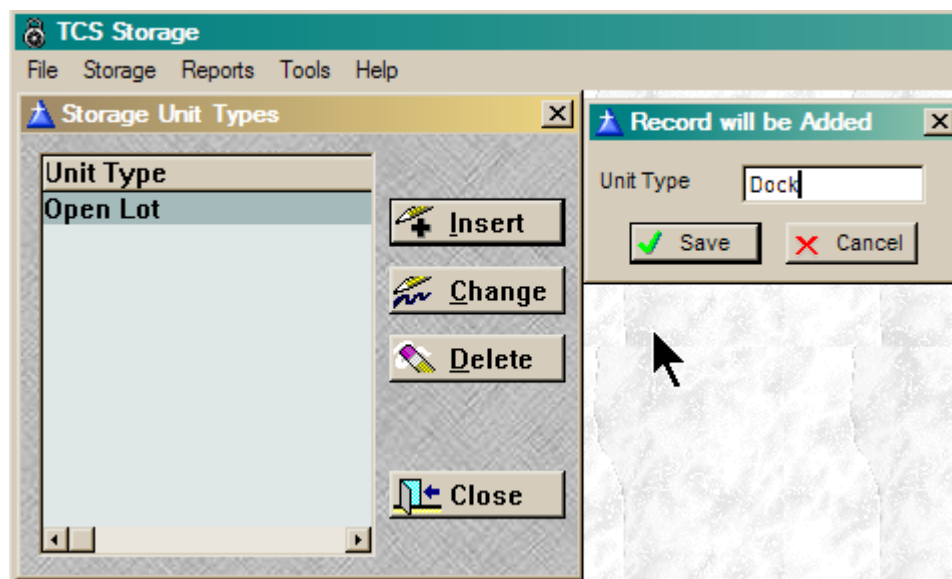 TCS Storage
File Storage Reports Tools Help
Storage Unit Types
Unit Type
Open Lot
Insert
Change
Delete
Close
Record will be Added
Unit Type Dock
Save Cancel